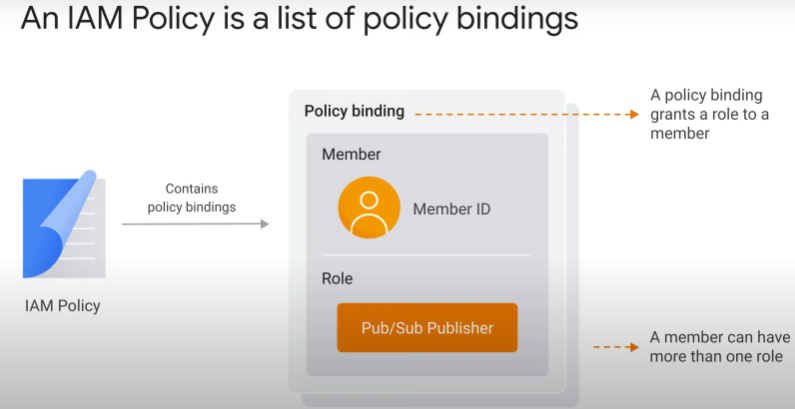 An IAM Policy is a list of policy bindings
Policy binding
A policy binding
grants a role to a
member
Member
Member ID
Contains
policy bindings
Role
Pub/Sub Publisher
IAM Policy
A member can have
more than one role